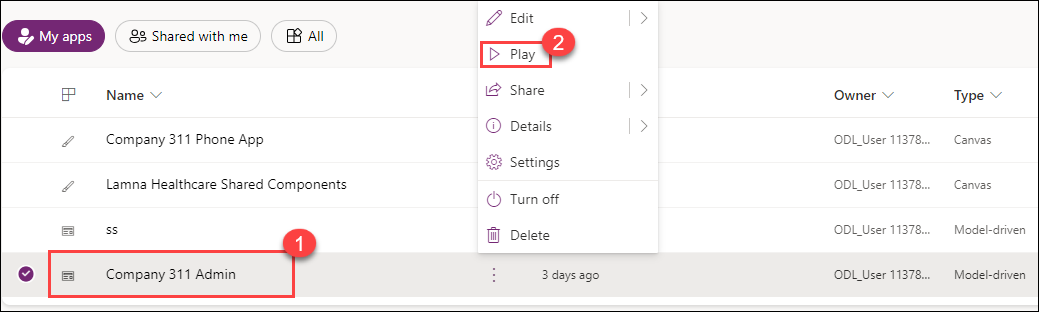 Edit
My apps
Shared with me
All
2
Play
Name
Share
Owner
Type
Company 311 Phone App
Details
ODL_User 11378...
Canvas
Settings
Lamna Healthcare Shared Components
ODL_User 11378...
Canvas
Turn off
ss
Delete
ODL_User 11378...
Model-driven
1
Company 311 Admin
3 days ago
ODL_User 11378...
Model-driven